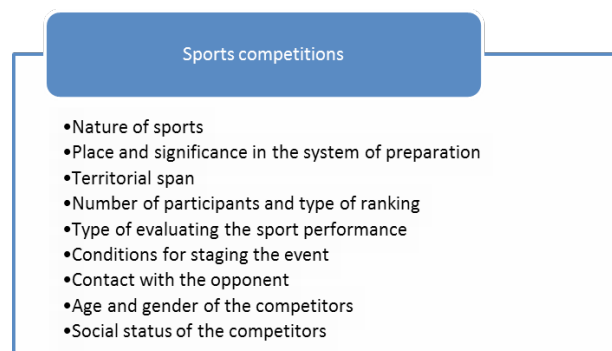 Sports competitions
•Nature of sports
•Place and significance in the system of preparation
•Territorial span
•Number of participants and type of ranking
•Type of evaluating the sport performance
•Conditions for staging the event
•Contact with the opponent
•Age and gender of the competitors
•Social status of the competitors